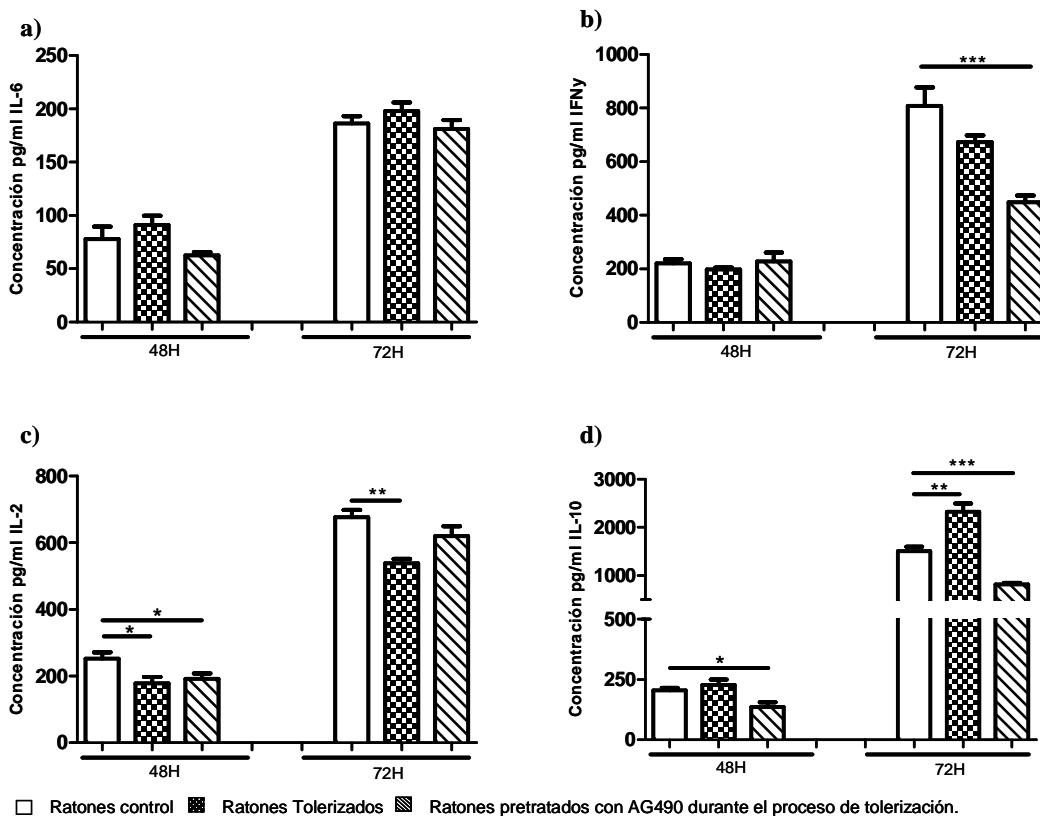 a)
Concentración pg/ml IL-6
250
200
150
100
50
0
48H
72H
b)
Concentración pg/ml IFNy
1000
800
600
400
200
0
***
48H
72H
c)
Concentración pg/ml IL-2
800
600
400
200
0
*
*
**
48H
72H
d)
Concentración pg/ml IL-10
3000
2000
1000
500
250
0
*
***
**
48H
72H
Ratones control Ratones Tolerizados Ratones pretratados con AG490 durante el proceso de tolerización.